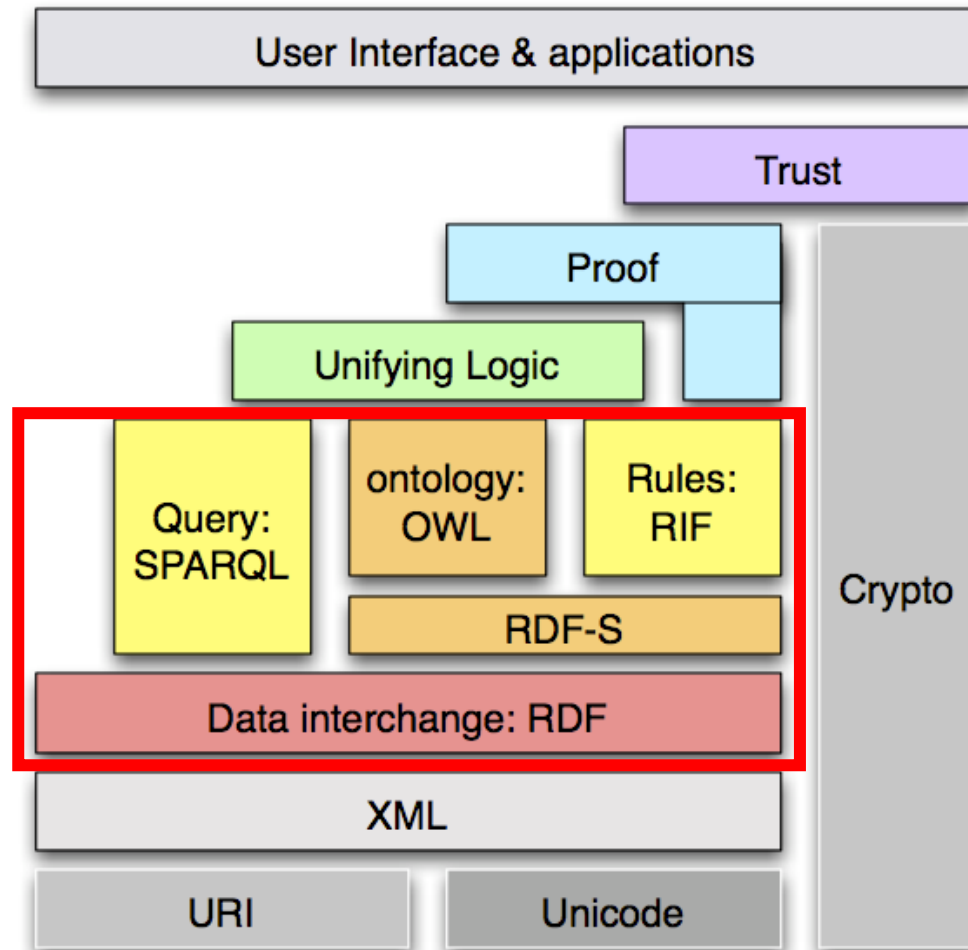 User Interface & applications
Trust
Proof
Unifying Logic
Query:
SPARQL
ontology:
OWL
Rules:
RIF
Crypto
RDF-S
Data interchange: RDF
XML
URI
Unicode